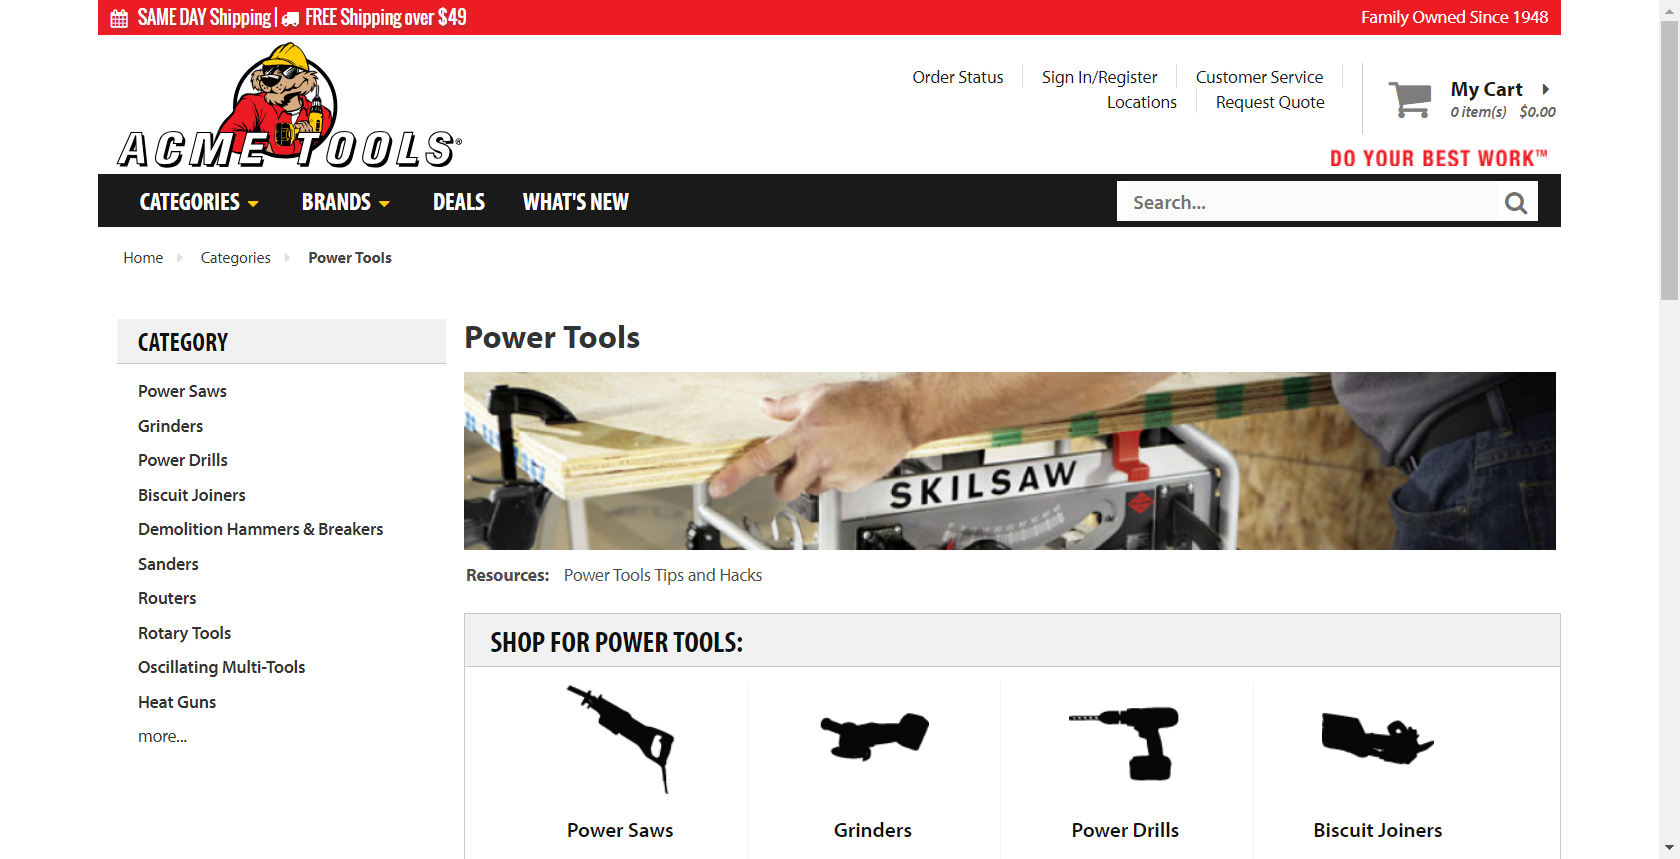 SAME DAY Shipping | FREE Shipping over $49
Family Owned Since 1948
ACME TOOLS®
Order Status
Sign In/Register
Customer Service
Locations
Request Quote
My Cart
0 item(s) $0.00
DO YOUR BEST WORK™
CATEGORIES
BRANDS
DEALS
WHAT'S NEW
Search...
Home
Categories
Power Tools
CATEGORY
Power Saws
Grinders
Power Drills
Biscuit Joiners
Demolition Hammers & Breakers
Sanders
Routers
Rotary Tools
Oscillating Multi-Tools
Heat Guns
more...
Power Tools
SKILSAW
Resources: Power Tools Tips and Hacks
SHOP FOR POWER TOOLS:
Power Saws
Grinders
Power Drills
Biscuit Joiners